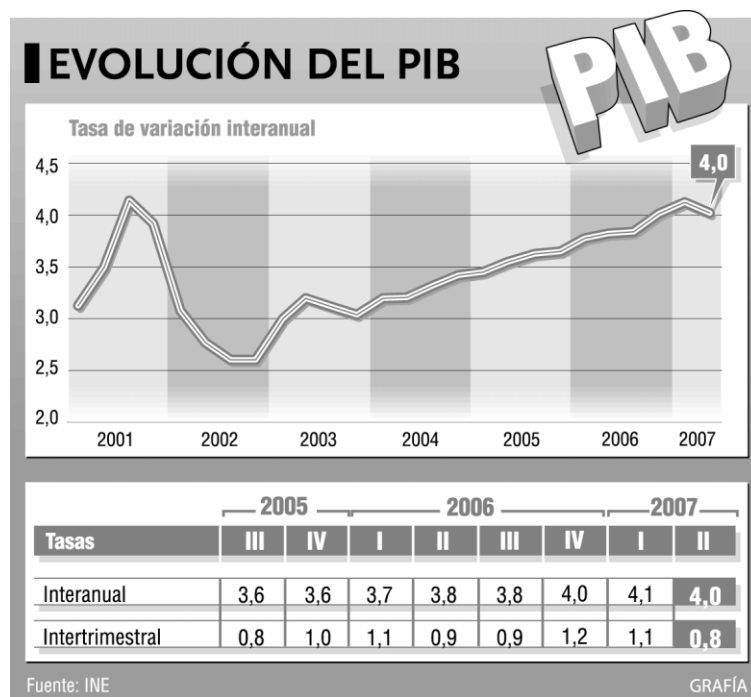 EVOLUCIÓN DEL PIB
PIB
Tasa de variación interanual
4,5
4,0
4,0
3,5
3,0
2,5
2,0
2001 2002 2003 2004 2005 2006 2007
2005 2006 2007
Tasas III IV I II III IV I II
Interanual 3,6 3,6 3,7 3,8 3,8 4,0 4,1 4,0
Intertrimestral 0,8 1,0 1,1 0,9 0,9 1,2 1,1 0,8
Fuente: INE GRAFÍA